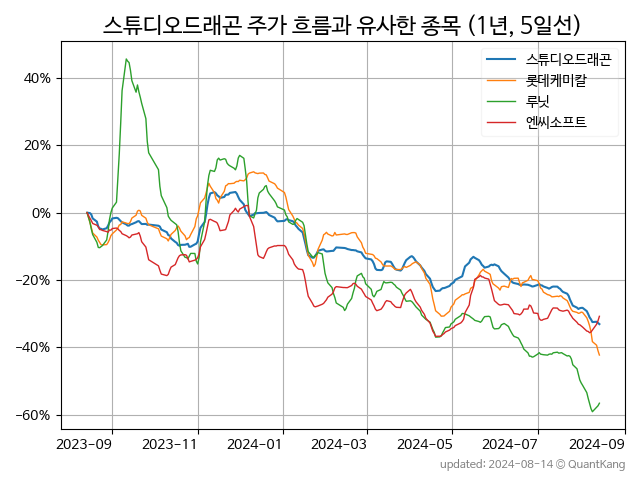 스튜디오드래곤 주가 흐름과 유사한 종목 (1년, 5일선)
스튜디오드래곤
롯데케미칼
루닛
엔씨소프트
40%
20%
0%
−20%
−40%
−60%
2023-09 2023-11 2024-01 2024-03 2024-05 2024-07 2024-09
updated: 2024-08-14 @ QuantKang